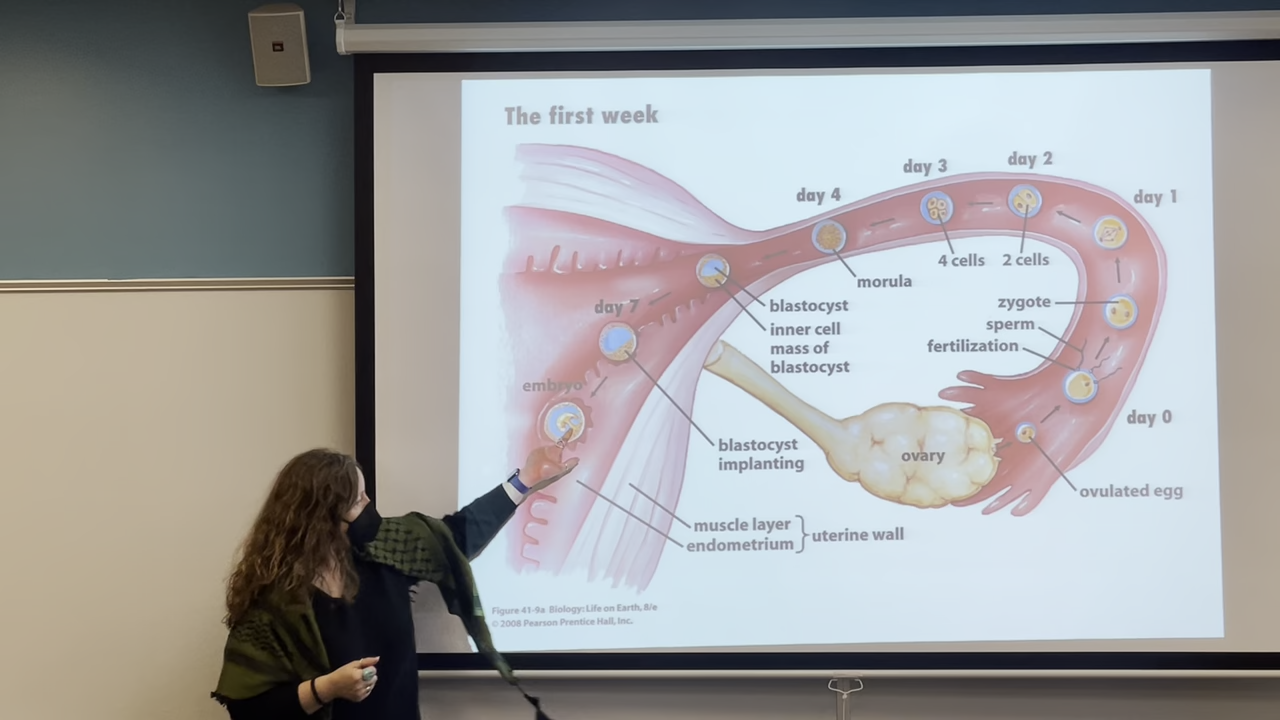 The first week
day 4
day 3
day 2
day 1
4 cells
2 cells
morula
day 7
blastocyst
inner cell
mass of
blastocyst
zygote
sperm
fertilization
embryo
day 0
blastocyst
implanting
ovary
ovulated egg
muscle layer
endometrium
uterine wall
Figure 41-9a Biology: Life on Earth, 8/e
© 2008 Pearson Prentice Hall, Inc.